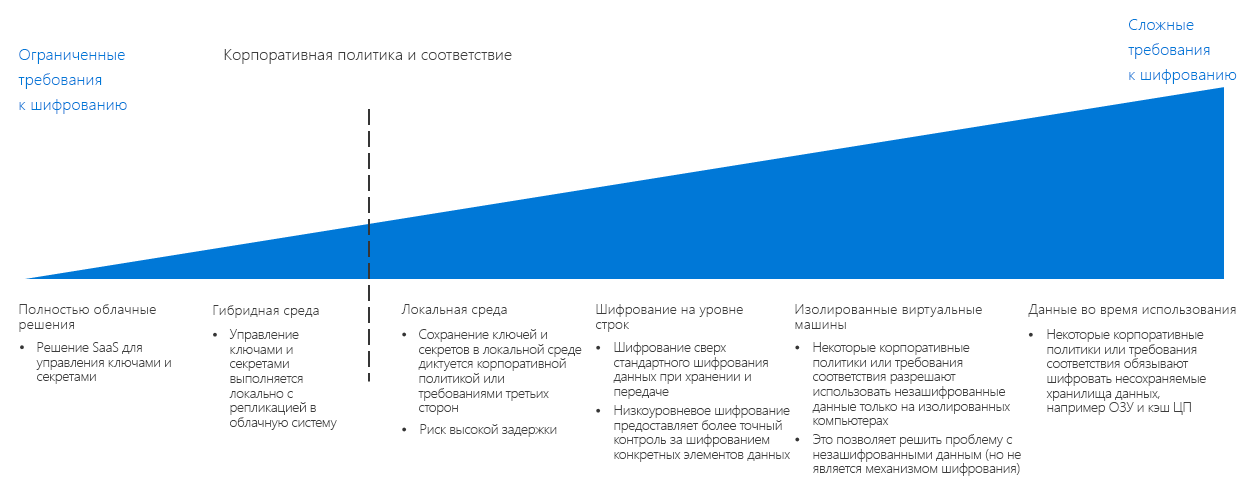 Ограниченные
требования
к шифрованию
Корпоративная политика и соответствие
Сложные
требования
к шифрованию
Полностью облачные
решения
• Решение SaaS для
управления ключами и
секретами
Гибридная среда
• Управление
ключами и
секретами
выполняется
локально с
репликацией в
облачную систему
Локальная среда
• Сохранение ключей и
секретов в локальной среде
диктуется корпоративной
политикой или
требованиями третьих
сторон
• Риск высокой задержки
Шифрование на уровне
строк
• Шифрование сверх
стандартного шифрования
данных при хранении и
передаче
• Низкоуровневое шифрование
предоставляет более точный
контроль за шифрованием
конкретных элементов данных
Изолированные виртуальные
машины
• Некоторые корпоративные
политики или требования
соответствия разрешают
использовать незашифрованные
данные только на изолированных
компьютерах
• Это позволяет решить проблему с
незашифрованными данным (но не
является механизмом шифрования)
Данные во время использования
• Некоторые корпоративные
политики или требования
соответствия обязывают
шифровать несохраняемые
хранилища данных,
например ОЗУ и кэш ЦП